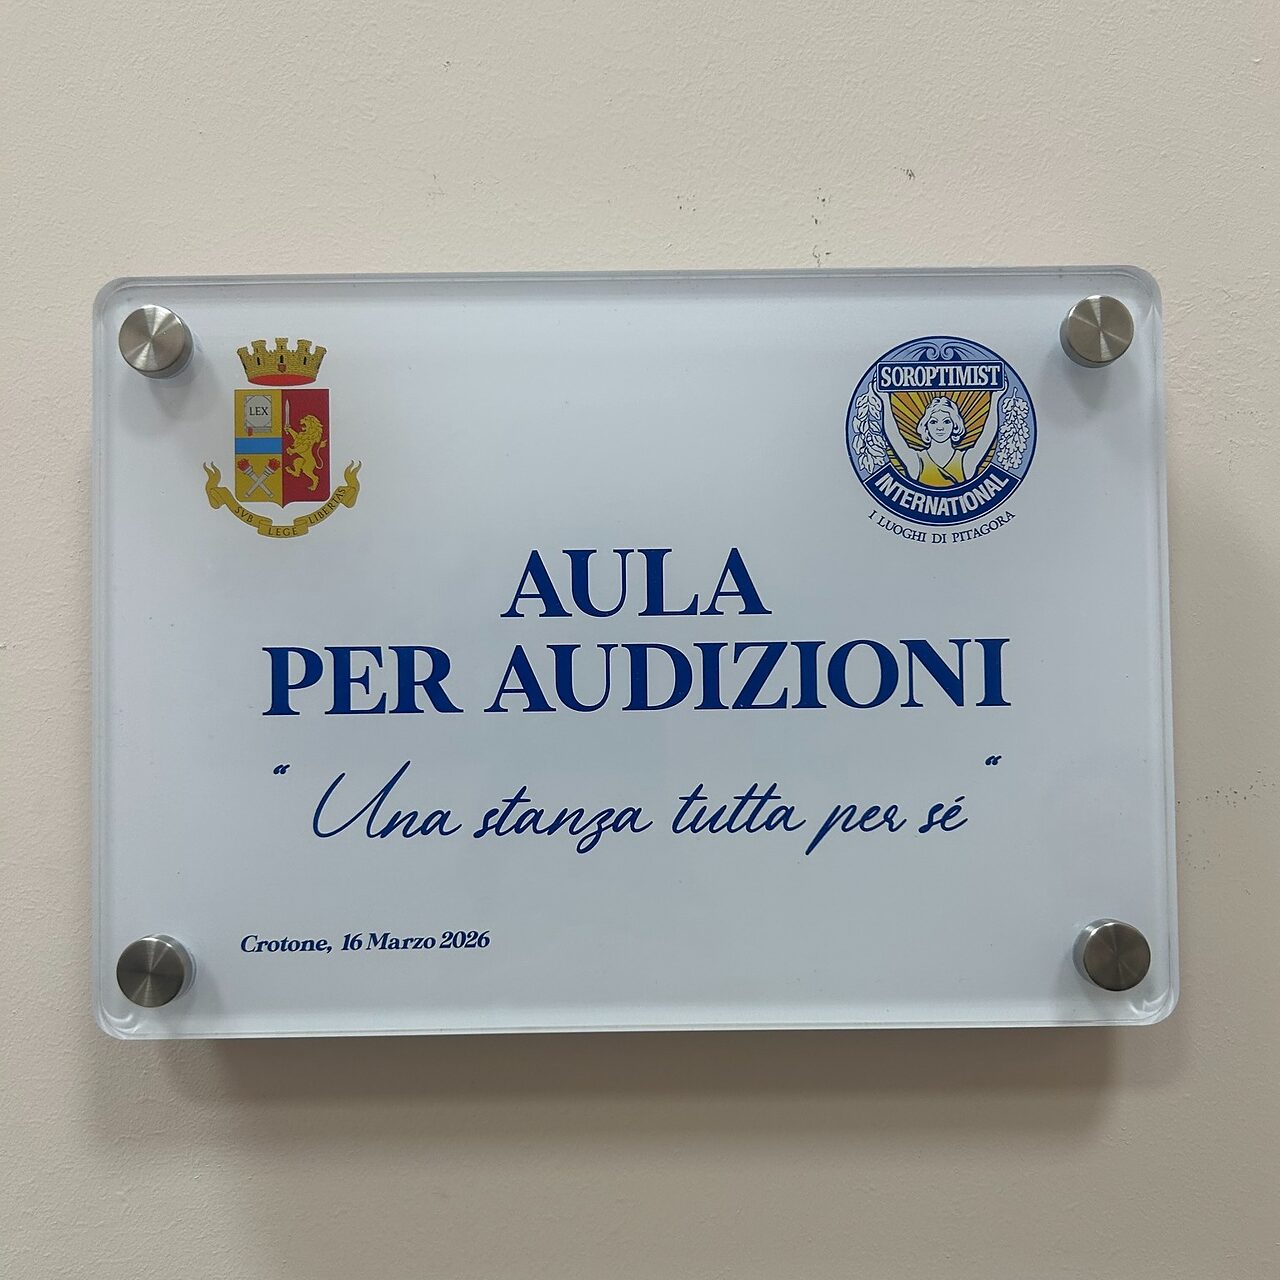 LEX
SVB LEGE LIBERTAS
SOROPTIMIST
INTERNATIONAL
I LUOGHI DI PITAGORA
AULA
PER AUDIZIONI
“ Una stanza tutta per sé “
Crotone, 16 Marzo 2026